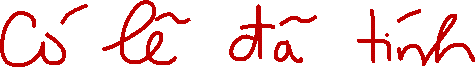 Có lẽ đã tính